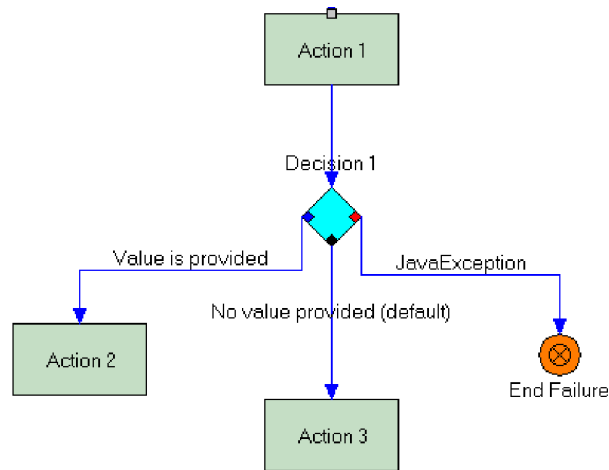 Action 1
Decision 1
Value is provided
JavaException
No value provided (default)
Action 2
End Failure
Action 3